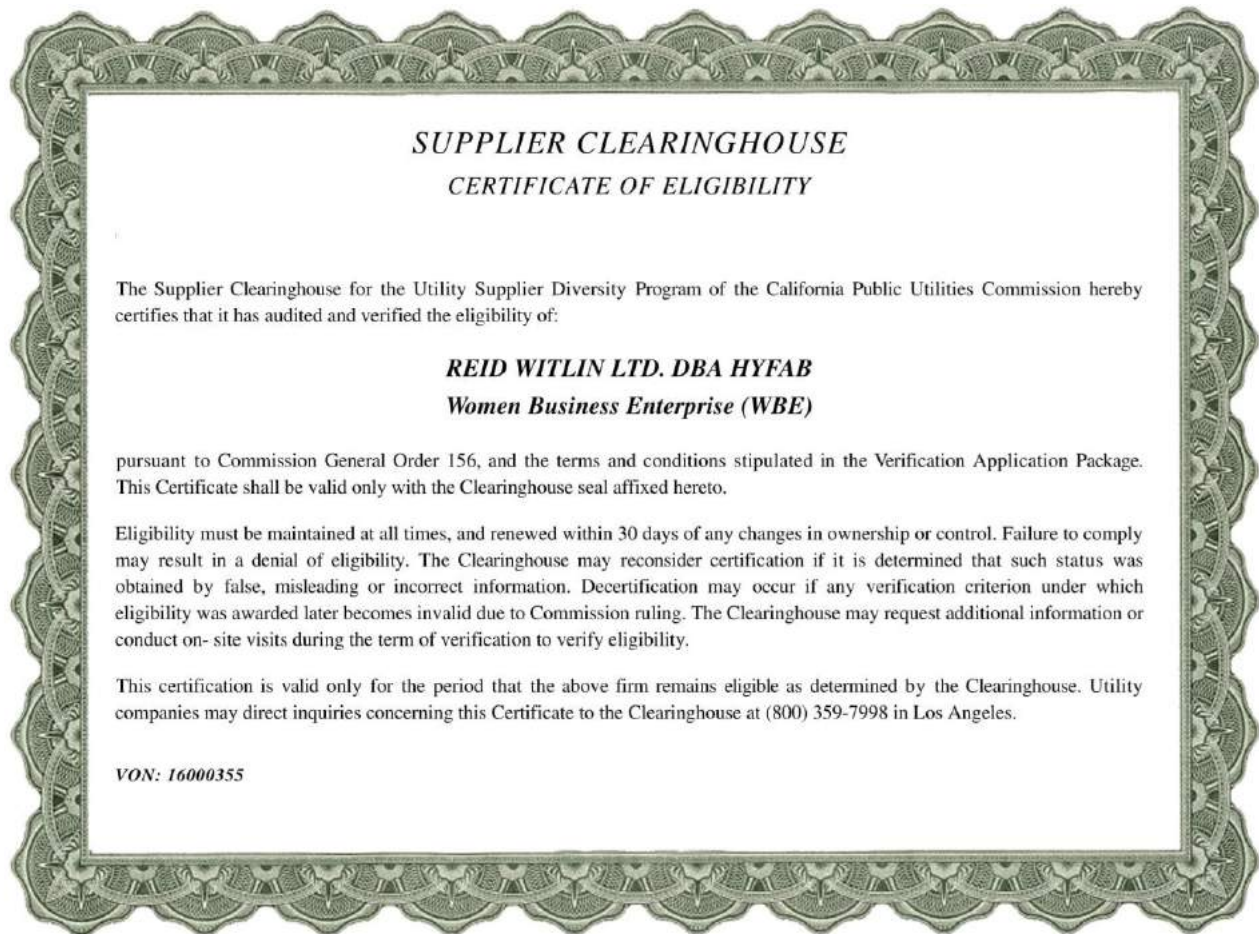 SUPPLIER CLEARINGHOUSE
CERTIFICATE OF ELIGIBILITY
The Supplier Clearinghouse for the Utility Supplier Diversity Program of the California Public Utilities Commission hereby
certifies that it has audited and verified the eligibility of:
REID WITLIN LTD. DBA HYFAB
Women Business Enterprise (WBE)
pursuant to Commission General Order 156, and the terms and conditions stipulated in the Verification Application Package.
This Certificate shall be valid only with the Clearinghouse seal affixed hereto.
Eligibility must be maintained at all times, and renewed within 30 days of any changes in ownership or control. Failure to comply
may result in a denial of eligibility. The Clearinghouse may reconsider certification if it is determined that such status was
obtained by false, misleading or incorrect information. Decertification may occur if any verification criterion under which
eligibility was awarded later becomes invalid due to Commission ruling. The Clearinghouse may request additional information or
conduct on- site visits during the term of verification to verify eligibility.
This certification is valid only for the period that the above firm remains eligible as determined by the Clearinghouse. Utility
companies may direct inquiries concerning this Certificate to the Clearinghouse at (800) 359-7998 in Los Angeles.
VON: 16000355